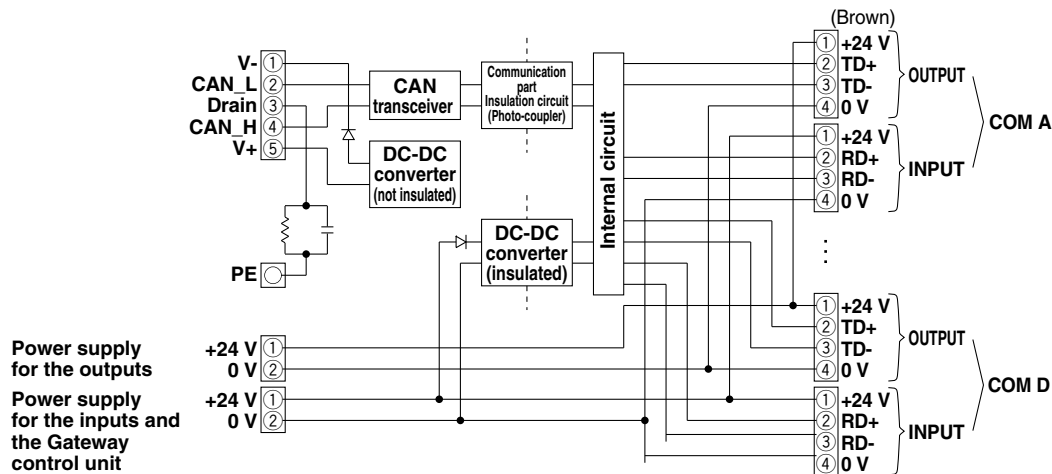 (Brown)
V- ①
CAN_L ②
Drain ③
CAN_H ④
V+ ⑤
CAN
transceiver
Communication
part
Insulation circuit
(Photo-coupler)
DC-DC
converter
(not insulated)
DC-DC
converter
(insulated)
Internal circuit
PE
① +24 V
② TD+
③ TD-
④ 0 V
OUTPUT
① +24 V
② RD+
③ RD-
④ 0 V
INPUT
COM A
⋮
① +24 V
② TD+
③ TD-
④ 0 V
OUTPUT
① +24 V
② RD+
③ RD-
④ 0 V
INPUT
COM D
Power supply
for the outputs
+24 V ①
0 V ②
Power supply
for the inputs and
the Gateway
control unit
+24 V ①
0 V ②